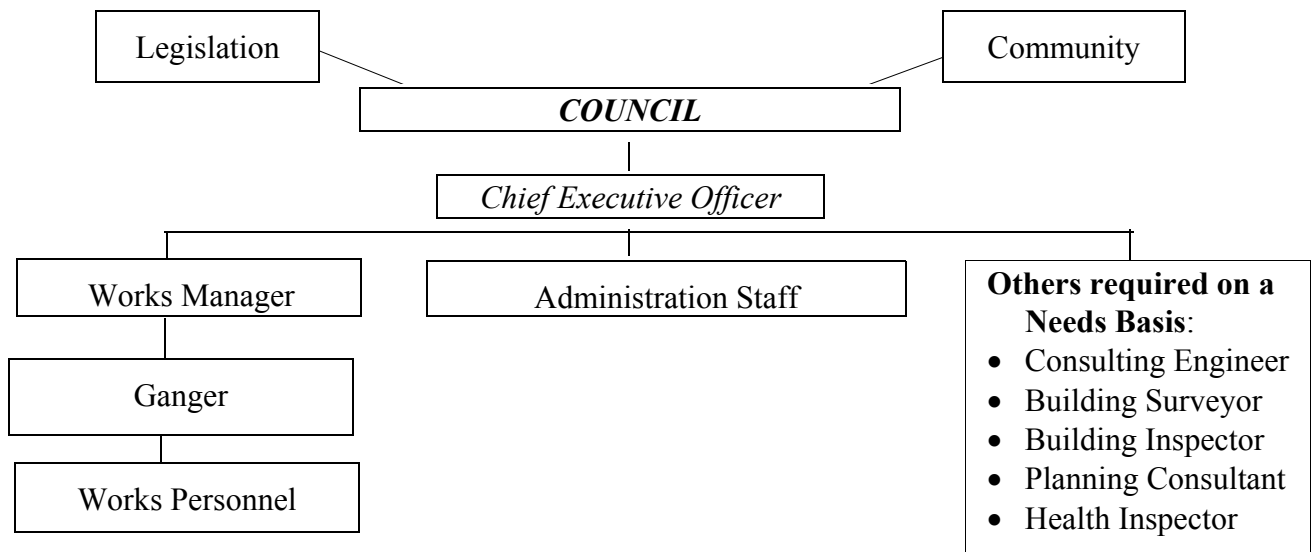 Legislation
Community
COUNCIL
Chief Executive Officer
Works Manager
Administration Staff
Others required on a
Needs Basis:
• Consulting Engineer
• Building Surveyor
• Building Inspector
• Planning Consultant
• Health Inspector
Ganger
Works Personnel